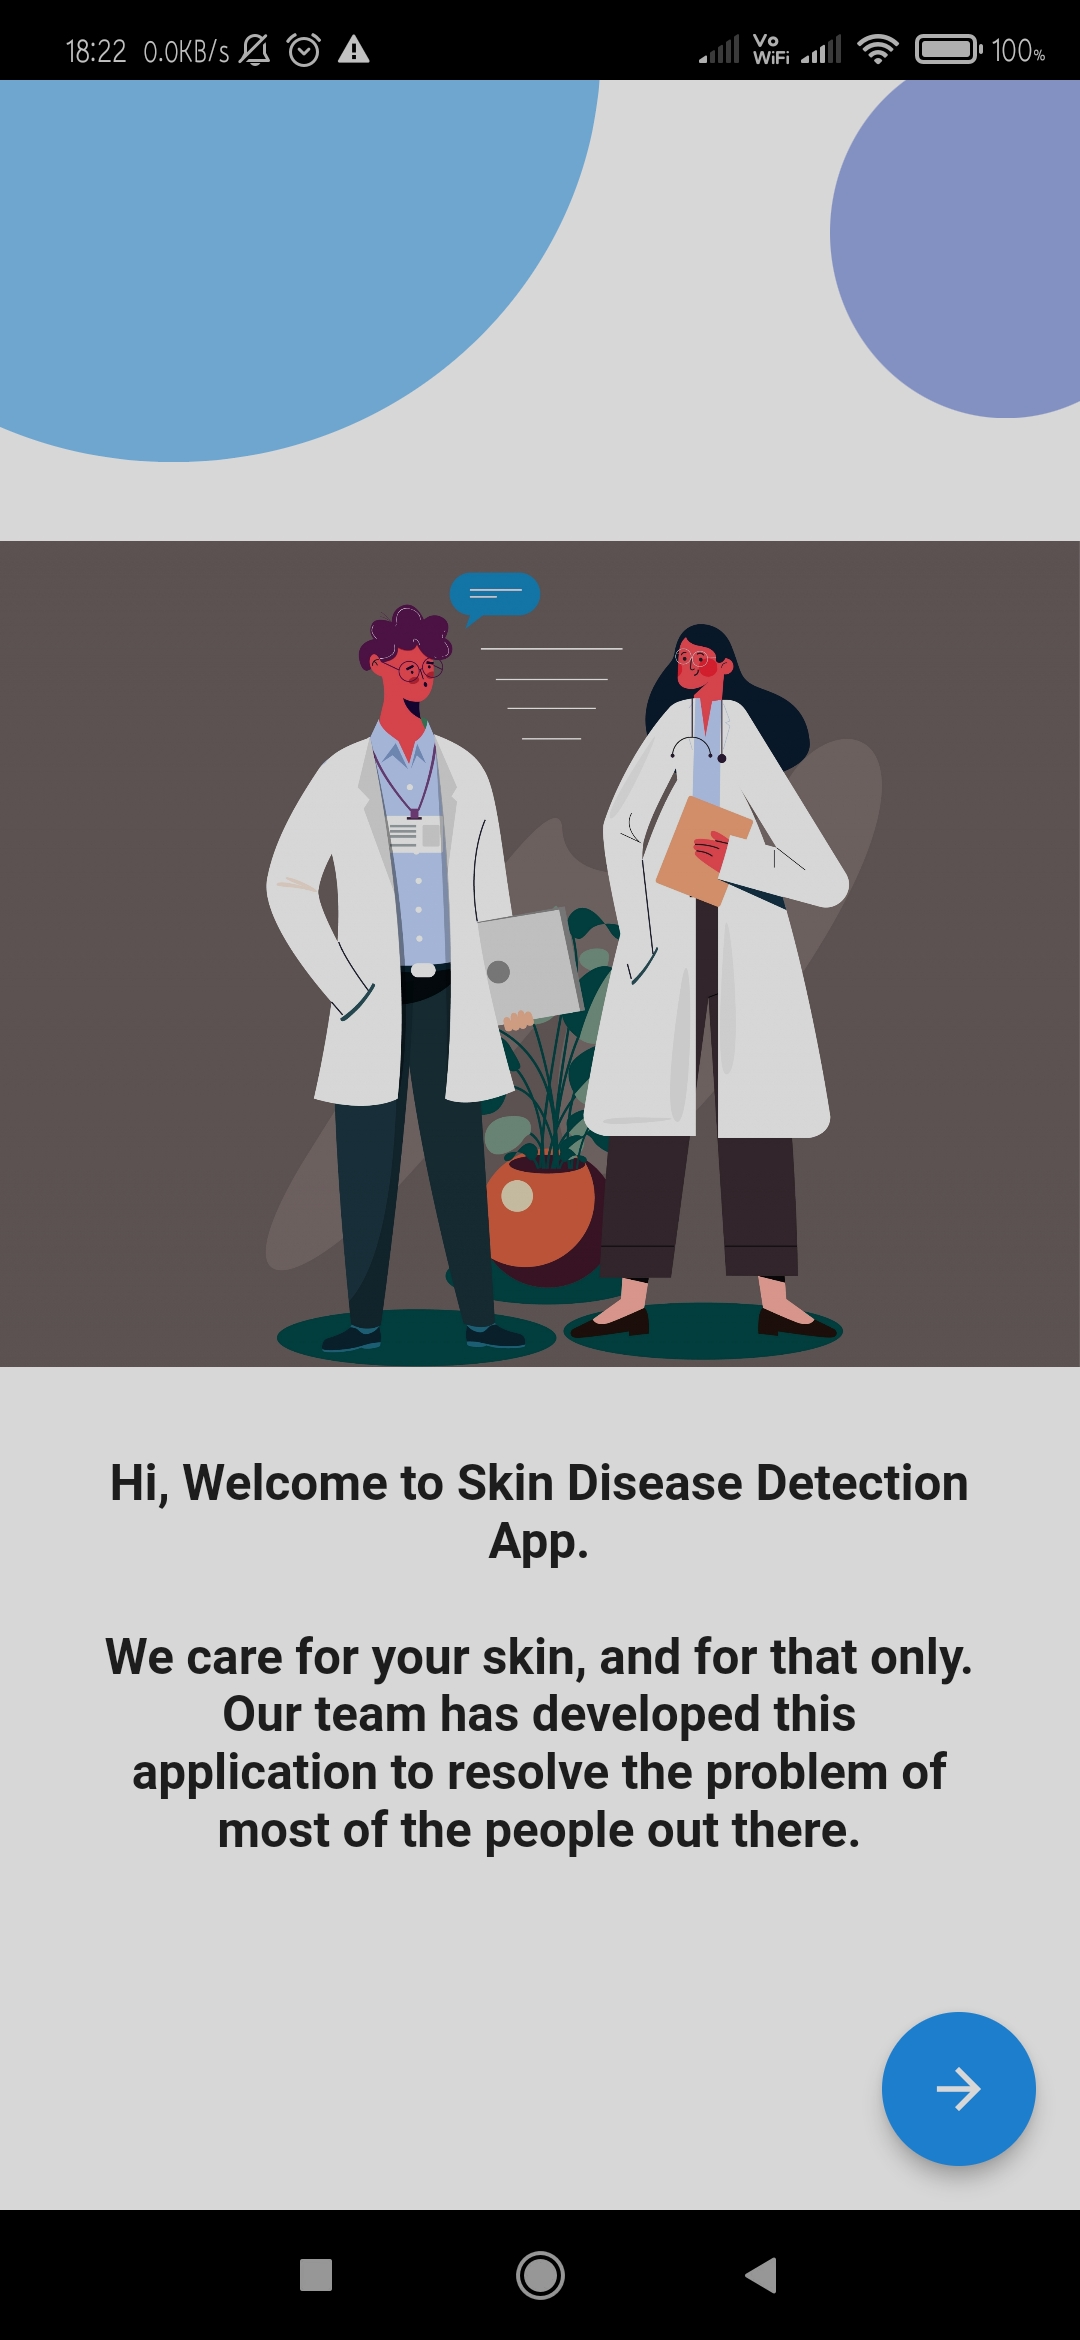 18:22 0.0KB/s Vo WiFi 100%
Hi, Welcome to Skin Disease Detection
App.
We care for your skin, and for that only.
Our team has developed this
application to resolve the problem of
most of the people out there.